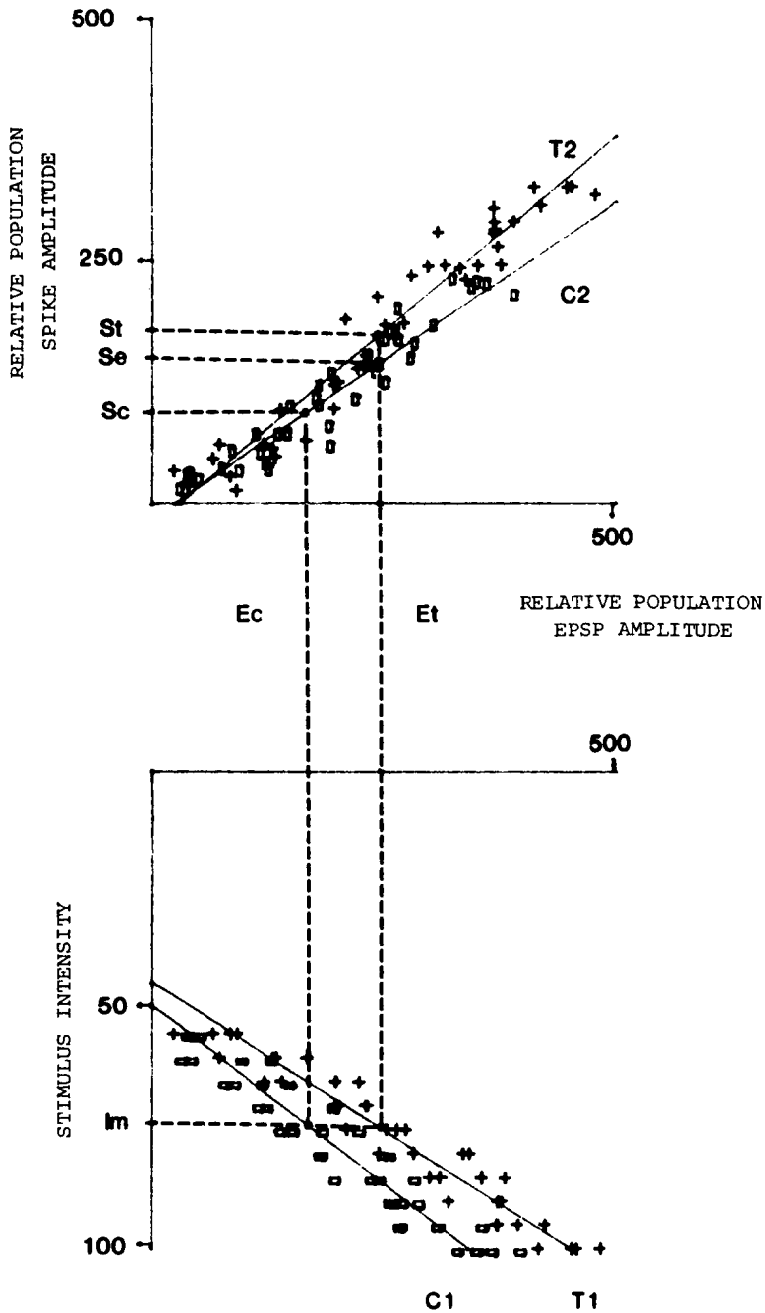 500
RELATIVE POPULATION
SPIKE AMPLITUDE
T2
250
C2
St
Se
Sc
500
Ec
Et
RELATIVE POPULATION
EPSP AMPLITUDE
500
STIMULUS INTENSITY
50
Im
100
C1
T1